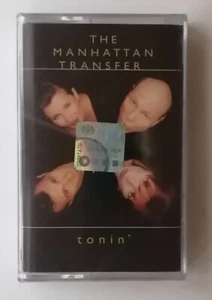 THE
MANHATTAN
TRANSFER
tonin'